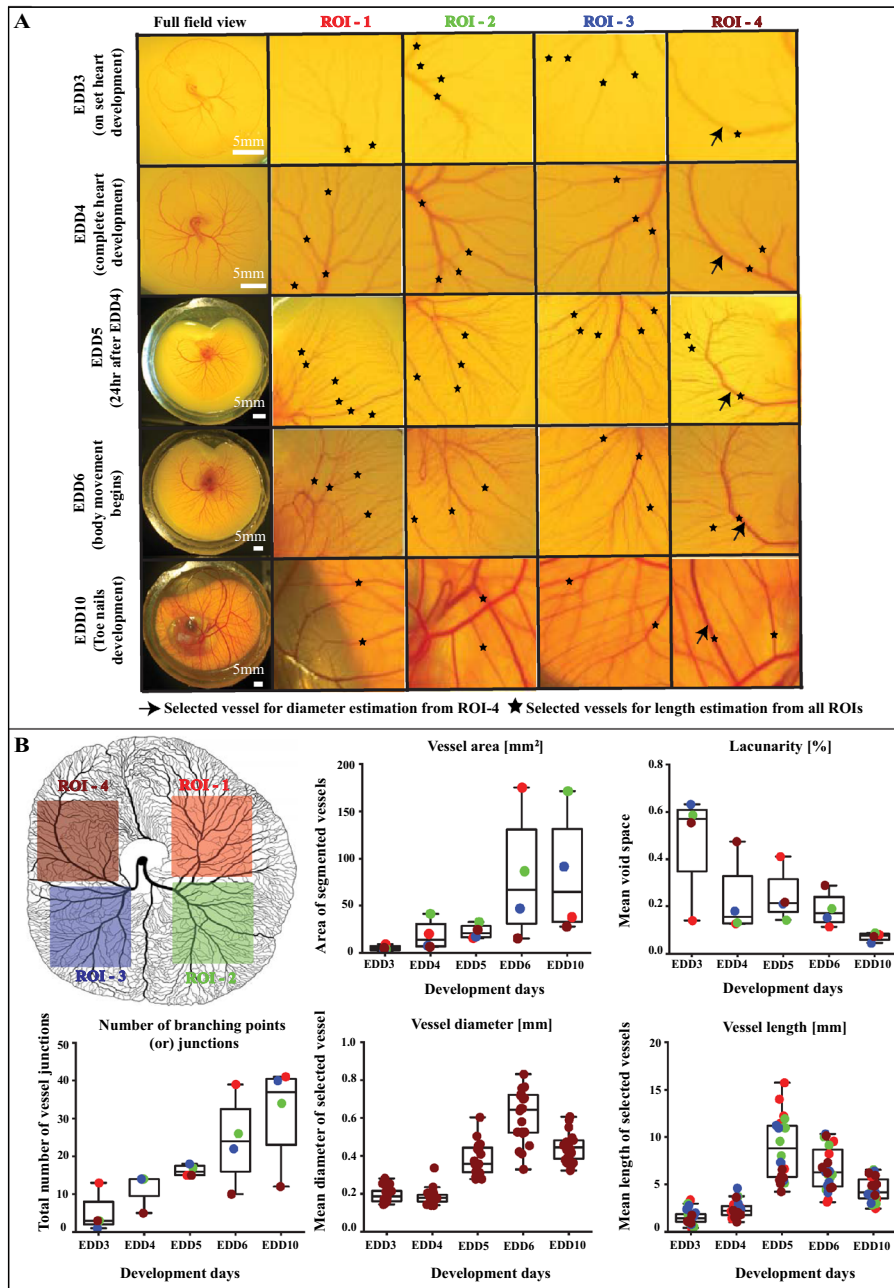 A
Full field view
ROI - 1
ROI - 2
ROI - 3
ROI - 4
EDD3
(on set heart
development)
5mm
EDD4
(complete heart
development)
5mm
EDD5
(24hr after EDD4)
5mm
EDD6
(body movement
begins)
5mm
EDD10
(Toe nails
development)
5mm
Selected vessel for diameter estimation from ROI-4
Selected vessels for length estimation from all ROIs
B
ROI - 4
ROI - 1
ROI - 3
ROI - 2
Vessel area [mm²]
Area of segmented vessels
200
150
100
50
0
EDD3 EDD4 EDD5 EDD6 EDD10
Development days
Lacunarity [%]
Mean void space
0.8
0.6
0.4
0.2
0.0
EDD3 EDD4 EDD5 EDD6 EDD10
Development days
Number of branching points
(or) junctions
Total number of vessel junctions
50
40
30
20
10
0
EDD3 EDD4 EDD5 EDD6 EDD10
Development days
Vessel diameter [mm]
Mean diameter of selected vessel
1.0
0.8
0.6
0.4
0.2
0.0
EDD3 EDD4 EDD5 EDD6 EDD10
Development days
Vessel length [mm]
Mean length of selected vessels
20
15
10
5
0
EDD3 EDD4 EDD5 EDD6 EDD10
Development days